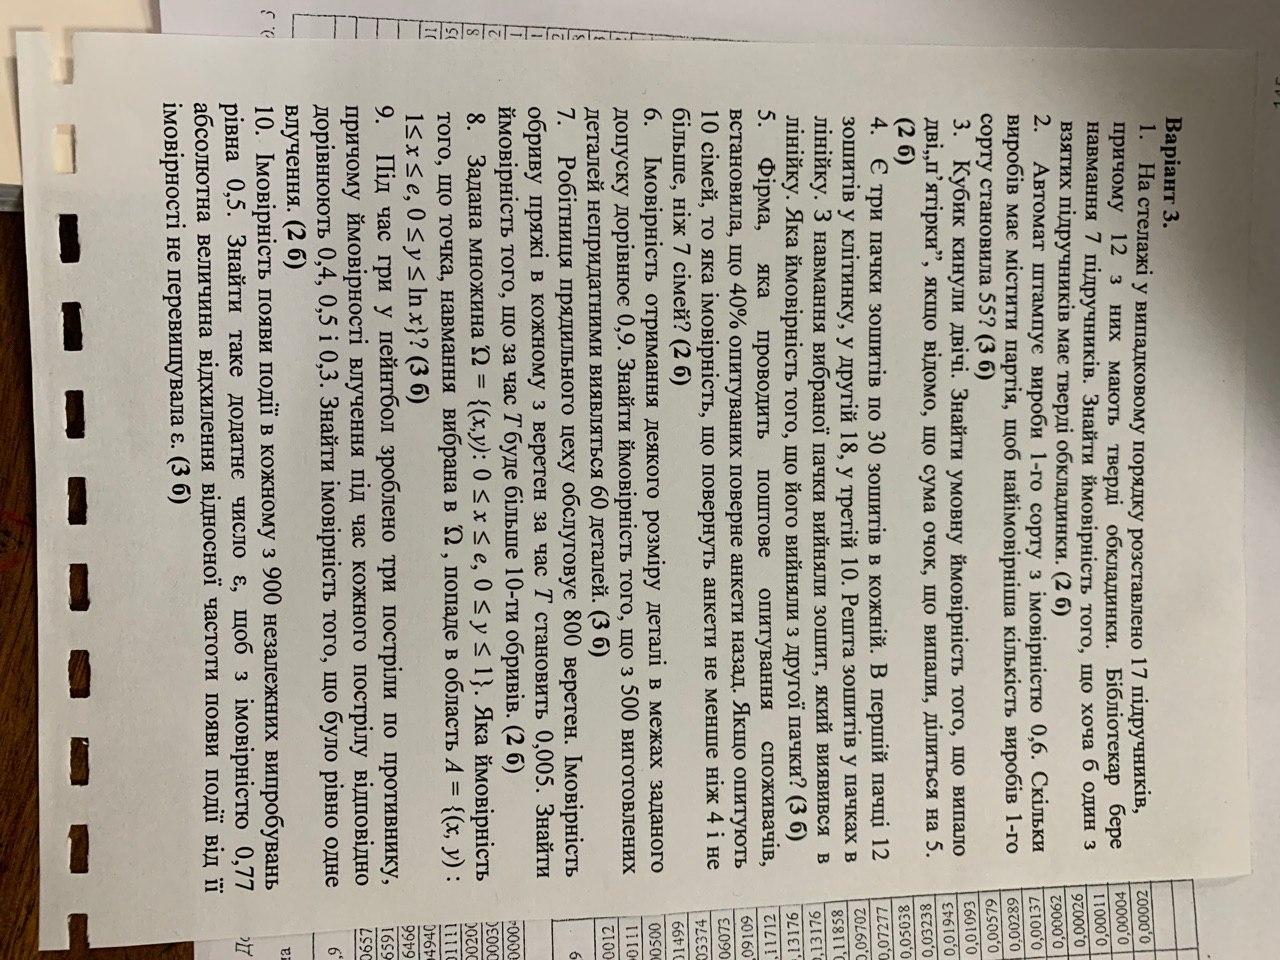 Варіант 3.
1. На стелажі у випадковому порядку розставлено 17 підручників,
причому 12 з них мають тверді обкладинки. Бібліотекар бере
навмання 7 підручників. Знайти ймовірність того, що хоча б один з
взятих підручників має тверді обкладинки. (2 б)
2. Автомат штампує вироби 1-го сорту з імовірністю 0,6. Скільки
виробів має містити партія, щоб найімовірніша кількість виробів 1-го
сорту становила 55? (3 б)
3. Кубик кинули двічі. Знайти умовну ймовірність того, що випало
дві„п'ятірки”, якщо відомо, що сума очок, що випали, ділиться на 5.
(2 б)
4. Є три пачки зошитів по 30 зошитів в кожній. В першій пачці 12
зошитів у клітинку, у другій 18, у третій 10. Решта зошитів у пачках в
лінійку. З навмання вибраної пачки вийняли зошит, який виявився в
лінійку. Яка ймовірність того, що його вийняли з другої пачки? (3 б)
5. Фірма, яка проводить поштове опитування споживачів,
встановила, що 40% опитуваних поверне анкети назад. Якщо опитують
10 сімей, то яка імовірність, що повернуть анкети не менше ніж 4 і не
більше, ніж 7 сімей? (2 б)
6. Імовірність отримання деякого розміру деталі в межах заданого
допуску дорівнює 0,9. Знайти ймовірність того, що з 500 виготовлених
деталей непридатними виявляться 60 деталей. (3 б)
7. Робітниця прядильного цеху обслуговує 800 веретен. Імовірність
обриву пряжі в кожному з веретен за час T становить 0,005. Знайти
ймовірність того, що за час T буде більше 10-ти обривів. (2 б)
8. Задана множина Ω = {(x,y): 0 ≤ x ≤ e, 0 ≤ y ≤ 1}. Яка ймовірність
того, що точка, навмання вибрана в Ω, попаде в область A = {(x, y) :
1≤ x ≤ e, 0 ≤ y ≤ ln x}? (3 б)
9. Під час гри у пейнтбол зроблено три постріли по противнику,
причому ймовірності влучення під час кожного пострілу відповідно
дорівнюють 0,4, 0,5 і 0,3. Знайти імовірність того, що було рівно одне
влучення. (2 б)
10. Імовірність появи події в кожному з 900 незалежних випробувань
рівна 0,5. Знайти таке додатне число ε, щоб з імовірністю 0,77
абсолютна величина відхилення відносної частоти появи події від її
імовірності не перевищувала ε. (3 б)